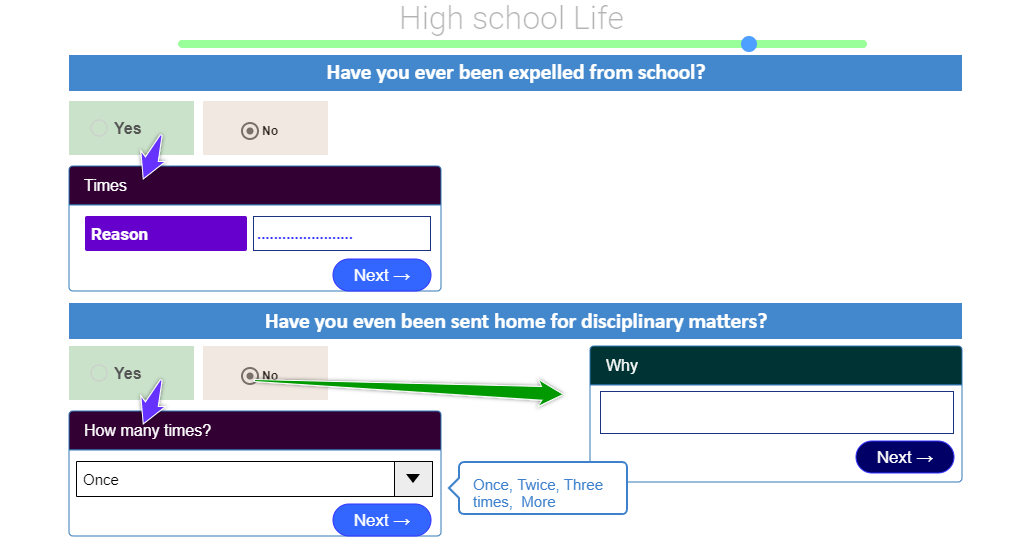 High school Life
Have you ever been expelled from school?
Yes
No
Times
Reason
.......................
Next →
Have you even been sent home for disciplinary matters?
Yes
No
Why
How many times?
Once
Next →
Once, Twice, Three
times, More
Next →